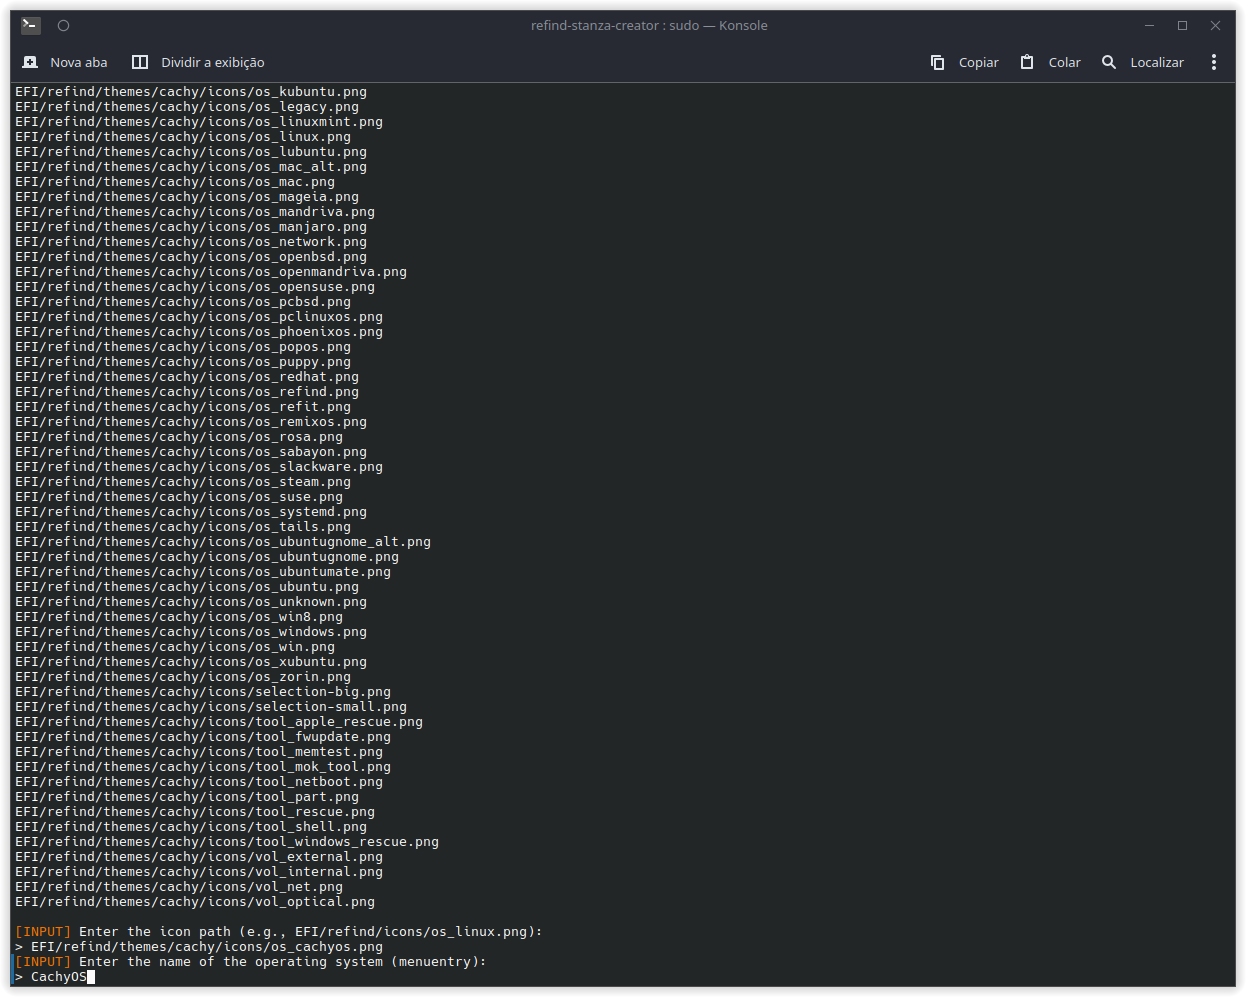 refind-stanza-creator : sudo — Konsole
Nova aba Dividir a exibição Copiar Colar Localizar
EFI/refind/themes/cachy/icons/os_kubuntu.png
EFI/refind/themes/cachy/icons/os_legacy.png
EFI/refind/themes/cachy/icons/os_linuxmint.png
EFI/refind/themes/cachy/icons/os_linux.png
EFI/refind/themes/cachy/icons/os_lubuntu.png
EFI/refind/themes/cachy/icons/os_mac_alt.png
EFI/refind/themes/cachy/icons/os_mac.png
EFI/refind/themes/cachy/icons/os_mageia.png
EFI/refind/themes/cachy/icons/os_mandriva.png
EFI/refind/themes/cachy/icons/os_manjaro.png
EFI/refind/themes/cachy/icons/os_network.png
EFI/refind/themes/cachy/icons/os_openbsd.png
EFI/refind/themes/cachy/icons/os_openmandriva.png
EFI/refind/themes/cachy/icons/os_opensuse.png
EFI/refind/themes/cachy/icons/os_pcbsd.png
EFI/refind/themes/cachy/icons/os_pclinuxos.png
EFI/refind/themes/cachy/icons/os_phoenixos.png
EFI/refind/themes/cachy/icons/os_popos.png
EFI/refind/themes/cachy/icons/os_puppy.png
EFI/refind/themes/cachy/icons/os_redhat.png
EFI/refind/themes/cachy/icons/os_refind.png
EFI/refind/themes/cachy/icons/os_refit.png
EFI/refind/themes/cachy/icons/os_remixos.png
EFI/refind/themes/cachy/icons/os_rosa.png
EFI/refind/themes/cachy/icons/os_sabayon.png
EFI/refind/themes/cachy/icons/os_slackware.png
EFI/refind/themes/cachy/icons/os_steam.png
EFI/refind/themes/cachy/icons/os_suse.png
EFI/refind/themes/cachy/icons/os_systemd.png
EFI/refind/themes/cachy/icons/os_tails.png
EFI/refind/themes/cachy/icons/os_ubuntugnome_alt.png
EFI/refind/themes/cachy/icons/os_ubuntugnome.png
EFI/refind/themes/cachy/icons/os_ubuntumate.png
EFI/refind/themes/cachy/icons/os_ubuntu.png
EFI/refind/themes/cachy/icons/os_unknown.png
EFI/refind/themes/cachy/icons/os_win8.png
EFI/refind/themes/cachy/icons/os_windows.png
EFI/refind/themes/cachy/icons/os_win.png
EFI/refind/themes/cachy/icons/os_xubuntu.png
EFI/refind/themes/cachy/icons/os_zorin.png
EFI/refind/themes/cachy/icons/selection-big.png
EFI/refind/themes/cachy/icons/selection-small.png
EFI/refind/themes/cachy/icons/tool_apple_rescue.png
EFI/refind/themes/cachy/icons/tool_fwupdate.png
EFI/refind/themes/cachy/icons/tool_memtest.png
EFI/refind/themes/cachy/icons/tool_mok_tool.png
EFI/refind/themes/cachy/icons/tool_netboot.png
EFI/refind/themes/cachy/icons/tool_part.png
EFI/refind/themes/cachy/icons/tool_rescue.png
EFI/refind/themes/cachy/icons/tool_shell.png
EFI/refind/themes/cachy/icons/tool_windows_rescue.png
EFI/refind/themes/cachy/icons/vol_external.png
EFI/refind/themes/cachy/icons/vol_internal.png
EFI/refind/themes/cachy/icons/vol_net.png
EFI/refind/themes/cachy/icons/vol_optical.png
[INPUT] Enter the icon path (e.g., EFI/refind/icons/os_linux.png):
> EFI/refind/themes/cachy/icons/os_cachyos.png
[INPUT] Enter the name of the operating system (menuentry):
> CachyOS